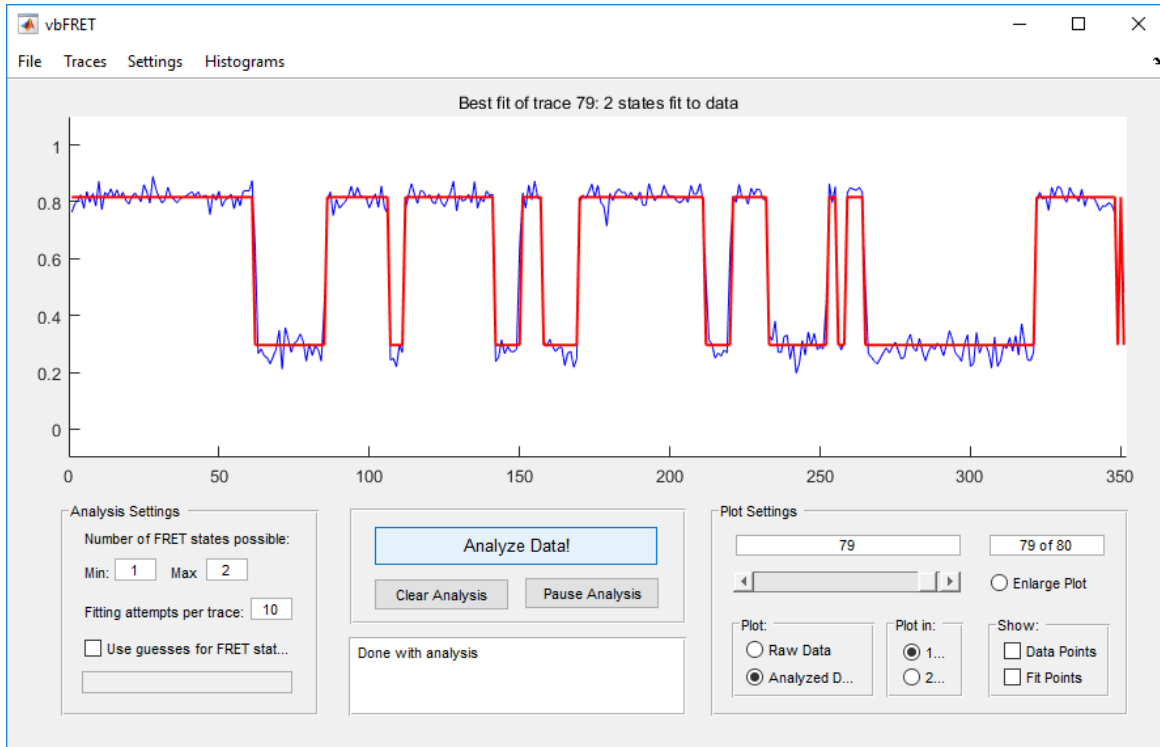 vbFRET
File Traces Settings Histograms
Best fit of trace 79: 2 states fit to data
1
0.8
0.6
0.4
0.2
0
0 50 100 150 200 250 300 350
Analysis Settings
Number of FRET states possible:
Min: 1 Max 2
Fitting attempts per trace: 10
Use guesses for FRET stat...
Analyze Data!
Clear Analysis Pause Analysis
Done with analysis
Plot Settings
79 79 of 80
Enlarge Plot
Plot:
Raw Data
Analyzed D...
Plot in:
1...
2...
Show:
Data Points
Fit Points